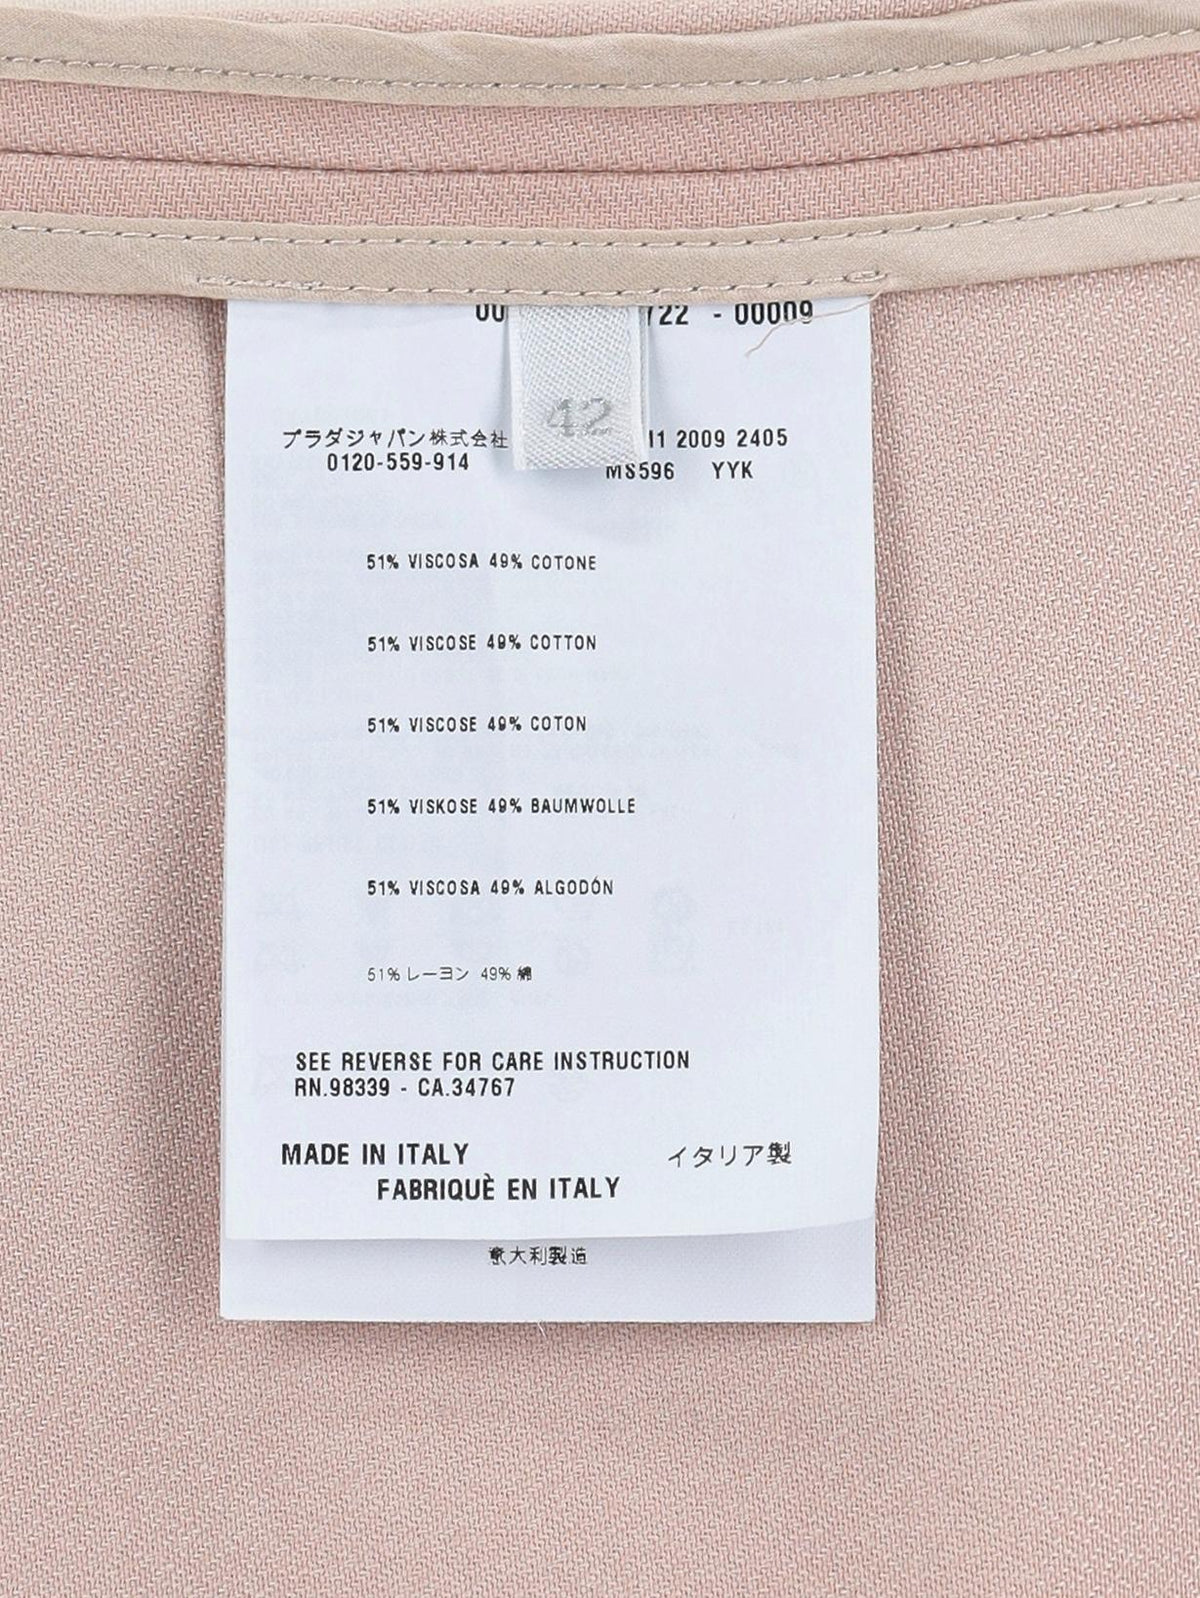 - 00009
42
プラダジャパン株式会社
2009 2405
0120-559-914
MS596 YYK
51% VISCOSA 49% COTONE
51% VISCOSE 49% COTTON
51% VISCOSE 49% COTON
51% VISKOSE 49% BAUMWOLLE
51% VISCOSA 49% ALGODÓN
51% レーヨン 49% 綿
SEE REVERSE FOR CARE INSTRUCTION
RN.98339 - CA.34767
MADE IN ITALY
イタリア製
FABRIQUÈ EN ITALY
意大利製造